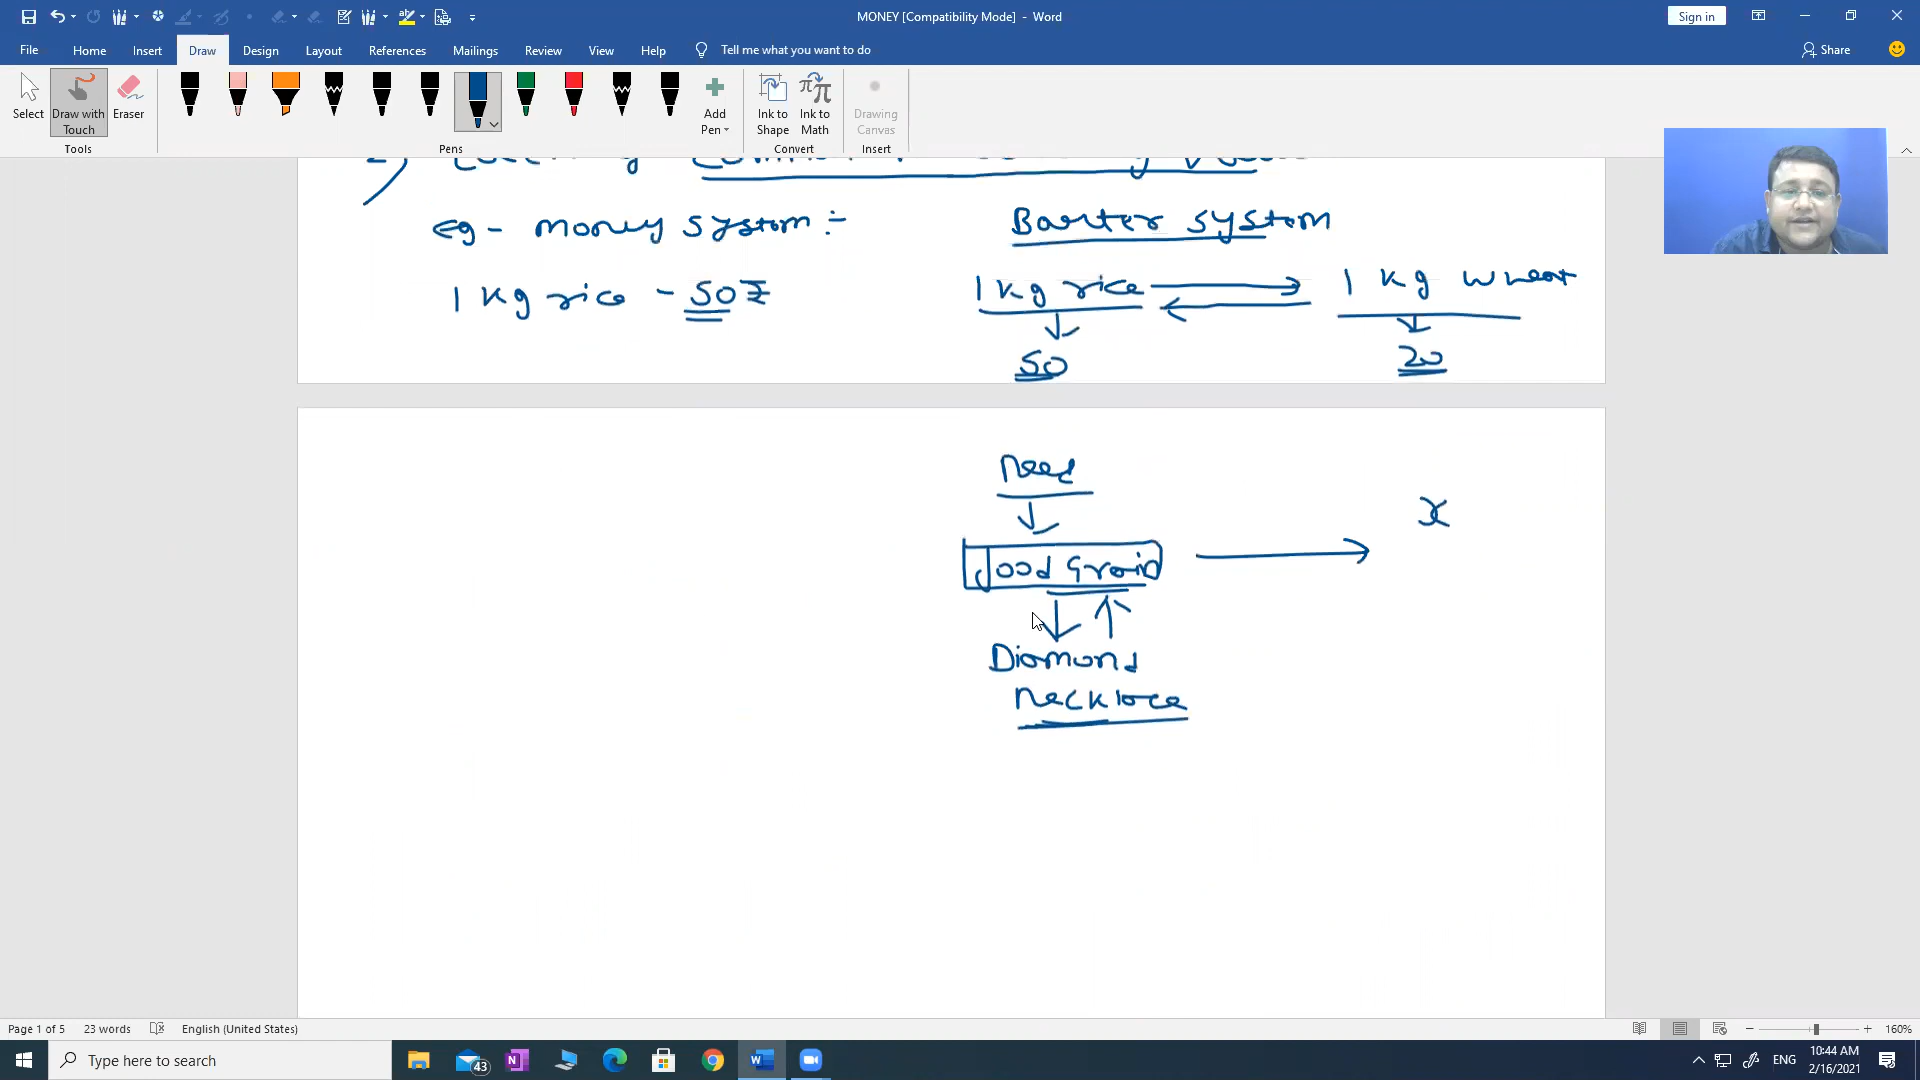 MONEY [Compatibility Mode] - Word
Sign in
File Home Insert Draw Design Layout References Mailings Review View Help Tell me what you want to do
Share
Select
Draw with Touch
Eraser
Add Pen
Ink to Shape
Ink to Math
Drawing Canvas
Tools
Pens
Convert
Insert
2)
eg - money system :-
Barter system
1 kg rice - 50 ₹
1 kg rice
1 kg wheat
50
20
need
food Grain
x
Diamond
necklace
Page 1 of 5 23 words English (United States)
160%
Type here to search
43
ENG
10:44 AM
2/16/2021